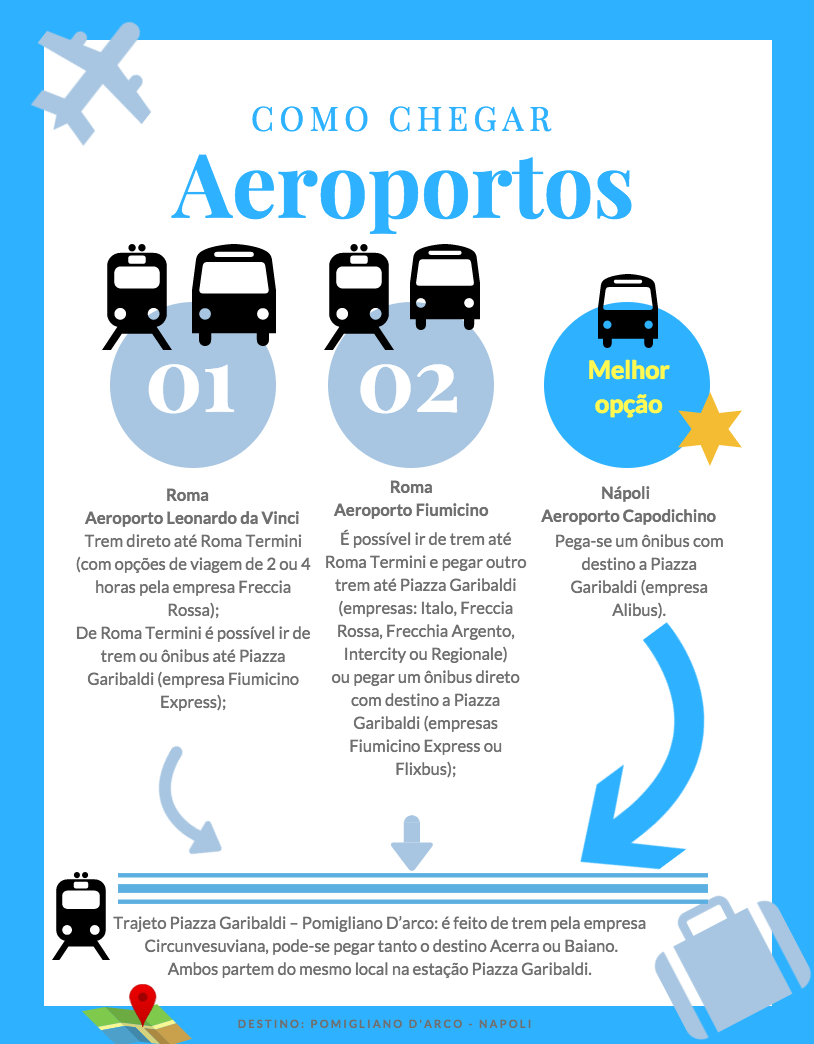 COMO CHEGAR
Aeroportos
01
Roma
Aeroporto Leonardo da Vinci
Trem direto até Roma Termini
(com opções de viagem de 2 ou 4
horas pela empresa Freccia
Rossa);
De Roma Termini é possível ir de
trem ou ônibus até Piazza
Garibaldi (empresa Fiumicino
Express);
02
Roma
Aeroporto Fiumicino
É possível ir de trem até
Roma Termini e pegar outro
trem até Piazza Garibaldi
(empresas: Italo, Freccia
Rossa, Frecchia Argento,
Intercity ou Regionale)
ou pegar um ônibus direto
com destino a Piazza
Garibaldi (empresas
Fiumicino Express ou
Flixbus);
Melhor
opção
Nápoli
Aeroporto Capodichino
Pega-se um ônibus com
destino a Piazza
Garibaldi (empresa
Alibus).
Trajeto Piazza Garibaldi – Pomigliano D'arco: é feito de trem pela empresa
Circunvesuviana, pode-se pegar tanto o destino Acerra ou Baiano.
Ambos partem do mesmo local na estação Piazza Garibaldi.
DESTINO: POMIGLIANO D'ARCO - NAPOLI